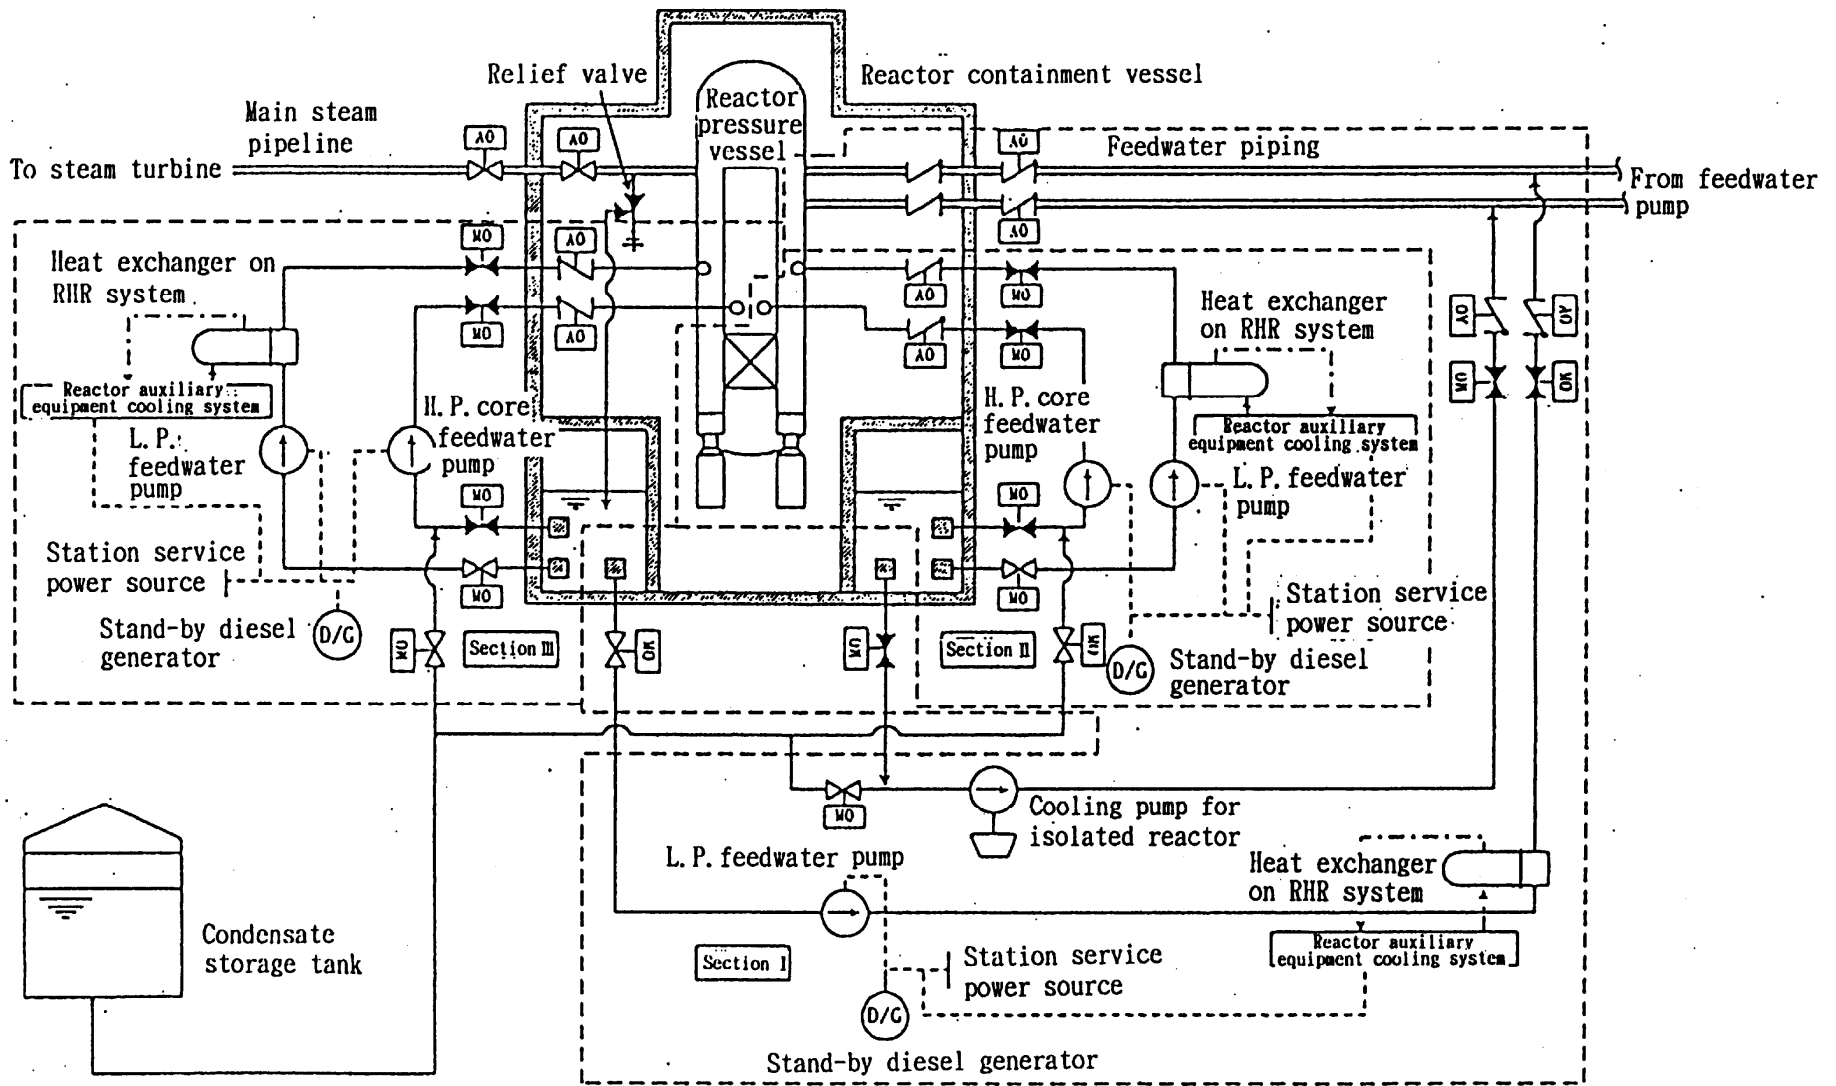 Relief valve
Reactor containment vessel
Main steam
pipeline
Reactor
pressure
vessel
To steam turbine
Feedwater piping
From feedwater
pump
AO
AO
AO
AO
MO
AO
MO
AO
AO
MO
AO
MO
AO
MO
Heat exchanger on
RHR system
Heat exchanger
on RHR system
Reactor auxiliary
equipment cooling system
Reactor auxiliary
equipment cooling system
H. P. core
feedwater
pump
H. P. core
feedwater
pump
L. P.
feedwater
pump
L. P. feedwater
pump
MO
MO
MO
MO
Station service
power source
Station service
power source
Stand-by diesel
generator
D/G
MO
Section III
MO
MO
Section II
MO
D/G
Stand-by diesel
generator
MO
Cooling pump for
isolated reactor
L. P. feedwater pump
Heat exchanger
on RHR system
Condensate
storage tank
Section I
Station service
power source
Reactor auxiliary
equipment cooling system
D/G
Stand-by diesel generator